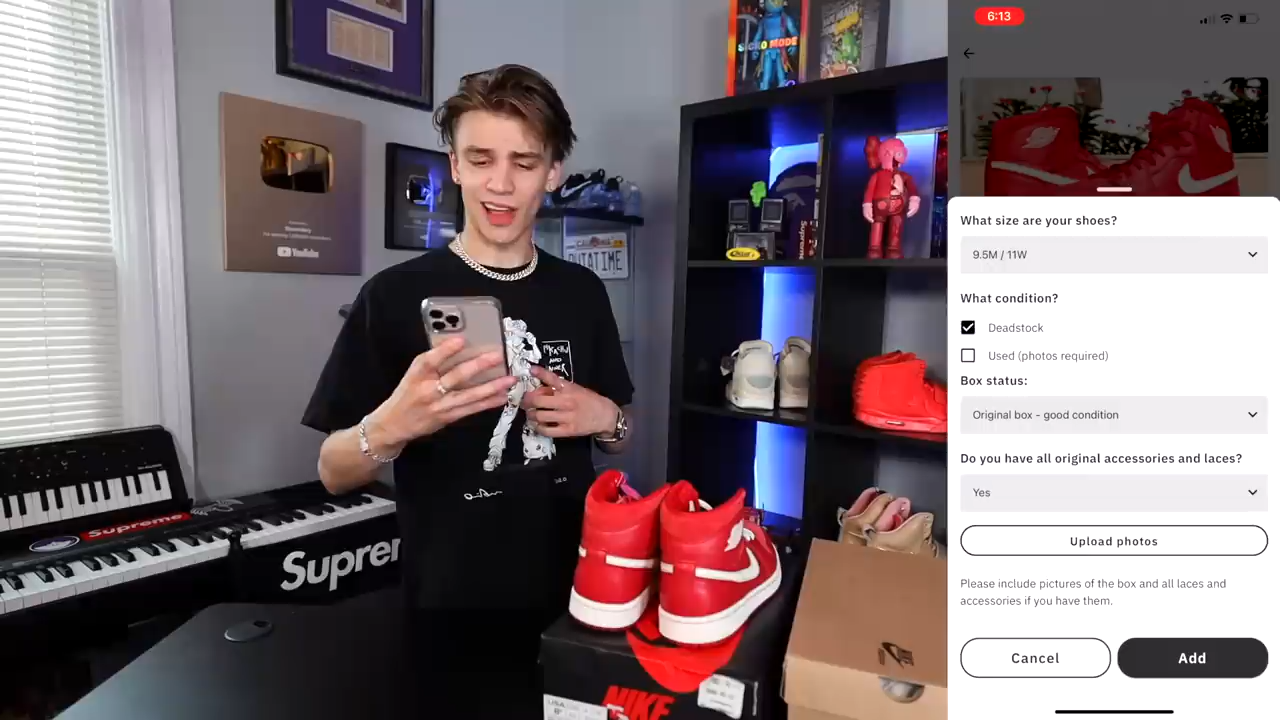 SICKO MODE
YouTube
Supreme
Supreme
Supre
NIKE
6:13
What size are your shoes?
9.5M / 11W
What condition?
Deadstock
Used (photos required)
Box status:
Original box - good condition
Do you have all original accessories and laces?
Yes
Upload photos
Please include pictures of the box and all laces and
accessories if you have them.
Cancel
Add